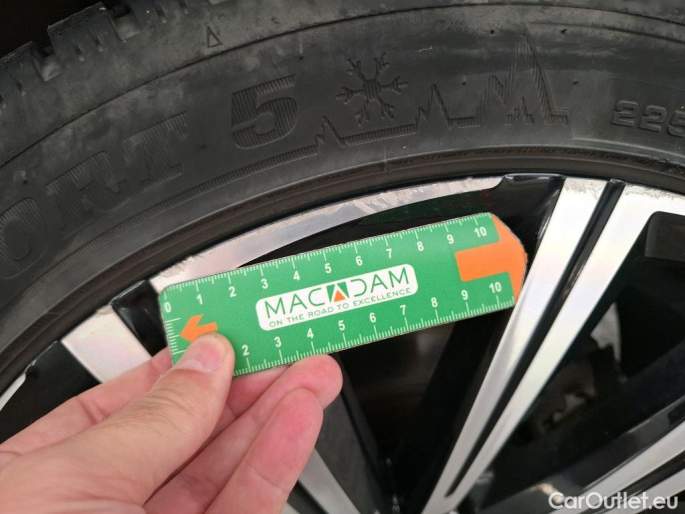 ORT 5
225
0 1 2 3 4 5 6 7 8 9 10
MACADAM
ON THE ROAD TO EXCELLENCE
2 3 4 5 6 7 8 9 10
CarOutlet.eu